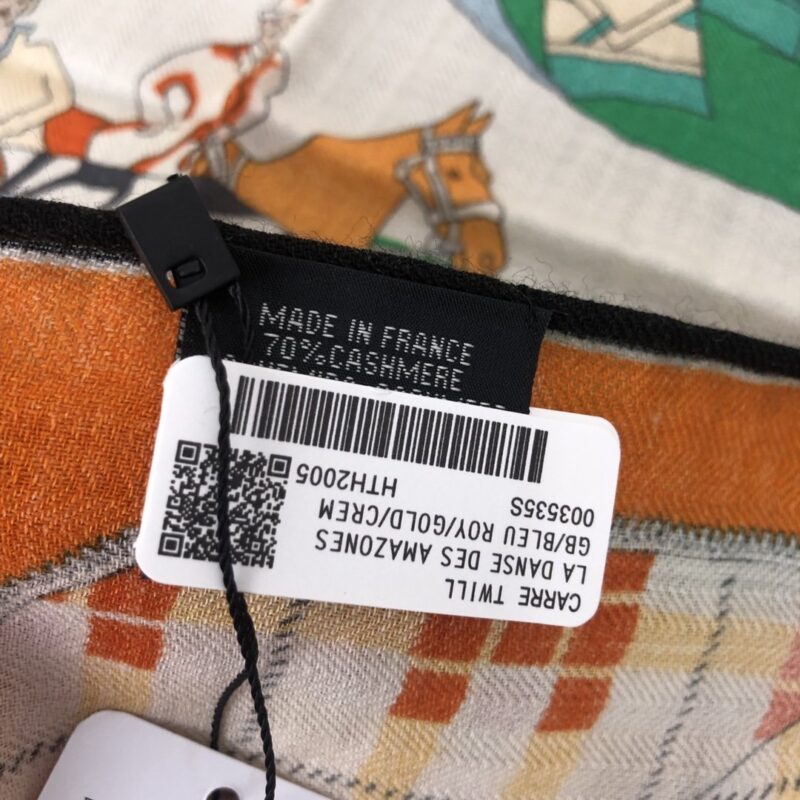 MADE IN FRANCE
70%CASHMERE
CARRE TWILL
LA DANSE DES AMAZONES
GB/BLEU ROY/GOLD/CREM
003535S HTH2005